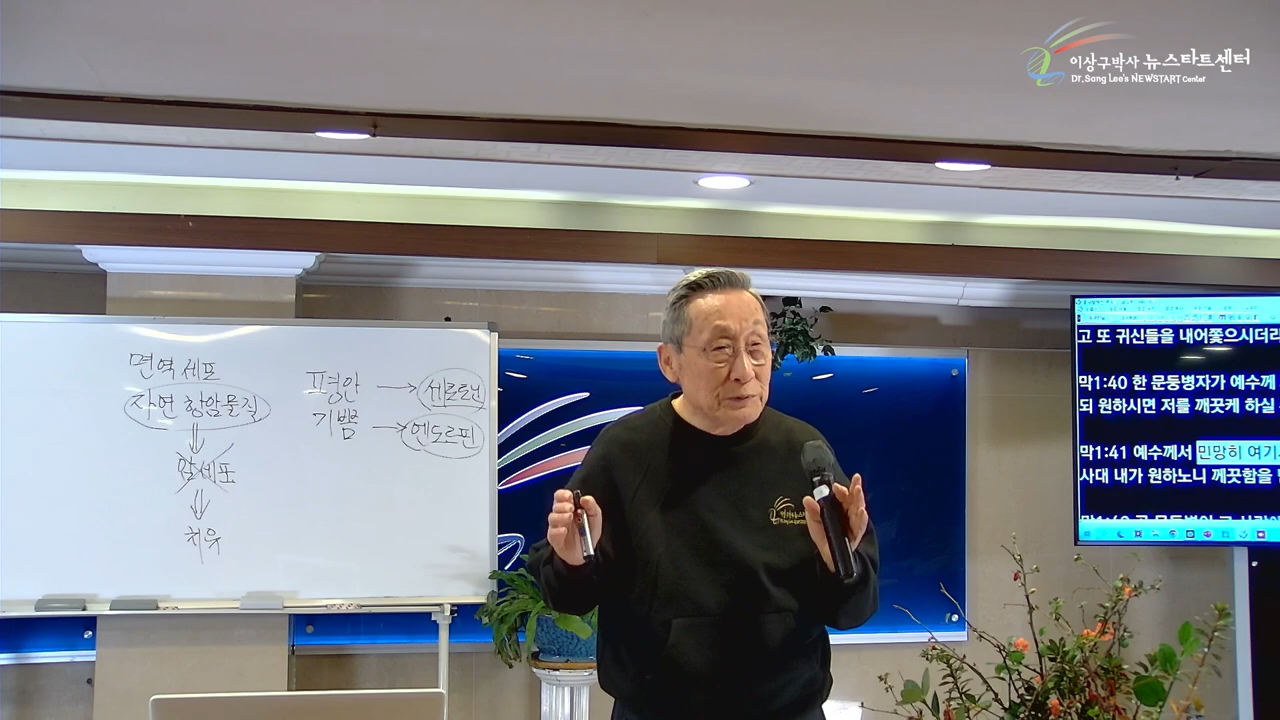 이상구박사 뉴스타트센터
Dr. Sang Lee's NEWSTART Center
면역세포
자연항암물질
암세포
치유
평안 → 세로토닌
기쁨 → 엔도르핀
고 또 귀신들을 내어쫓으시더라
막1:40 한 문둥병자가 예수께
되 원하시면 저를 깨끗케 하실
막1:41 예수께서 민망히 여기
사대 내가 원하노니 깨끗함을